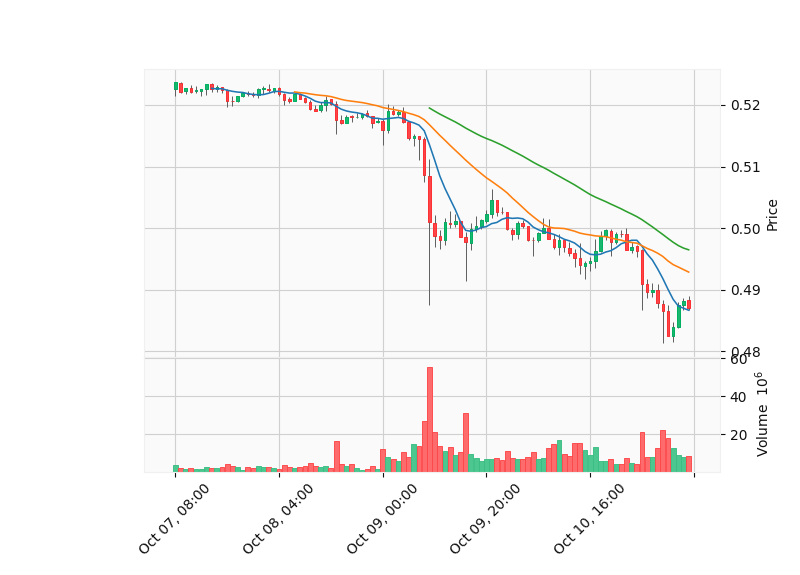 0.52
0.51
0.50
0.49
0.48
Price
60
40
20
Volume 10^6
Oct 07, 08:00
Oct 08, 04:00
Oct 09, 00:00
Oct 09, 20:00
Oct 10, 16:00